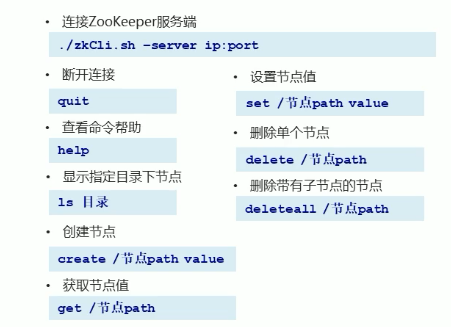 • 连接ZooKeeper服务端
./zkCli.sh –server ip:port
• 断开连接
quit
• 查看命令帮助
help
• 显示指定目录下节点
ls 目录
• 创建节点
create /节点path value
• 获取节点值
get /节点path
• 设置节点值
set /节点path value
• 删除单个节点
delete /节点path
• 删除带有子节点的节点
deleteall /节点path